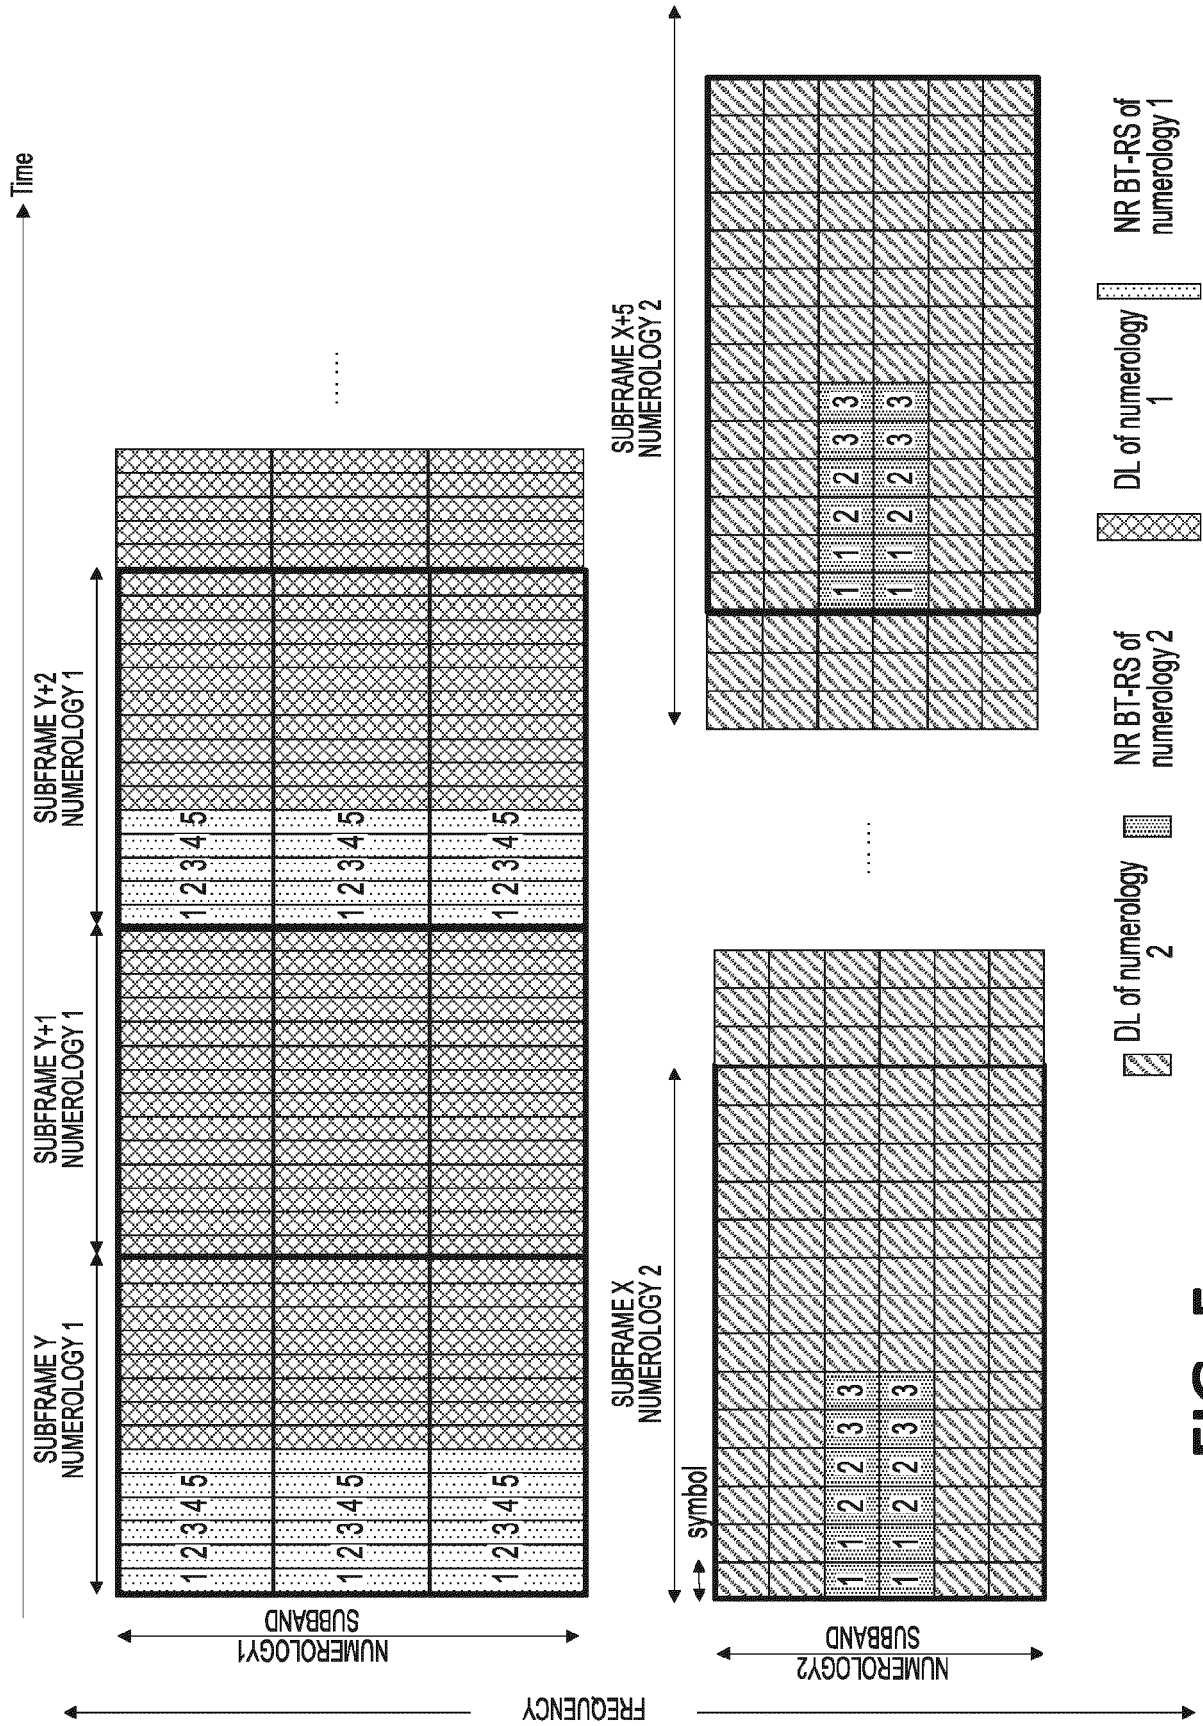 Time
SUBFRAME Y
NUMEROLOGY 1
SUBFRAME Y+1
NUMEROLOGY 1
SUBFRAME Y+2
NUMEROLOGY 1
FREQUENCY
NUMEROLOGY1
SUBBAND
1 2 3 4 5
1 2 3 4 5
1 2 3 4 5
1 2 3 4 5
1 2 3 4 5
1 2 3 4 5
......
SUBFRAME X
NUMEROLOGY 2
SUBFRAME X+5
NUMEROLOGY 2
symbol
NUMEROLOGY2
SUBBAND
1 1 2 2 3 3
1 1 2 2 3 3
......
1 1 2 2 3 3
1 1 2 2 3 3
DL of numerology
2
NR BT-RS of
numerology 2
DL of numerology
1
NR BT-RS of
numerology 1